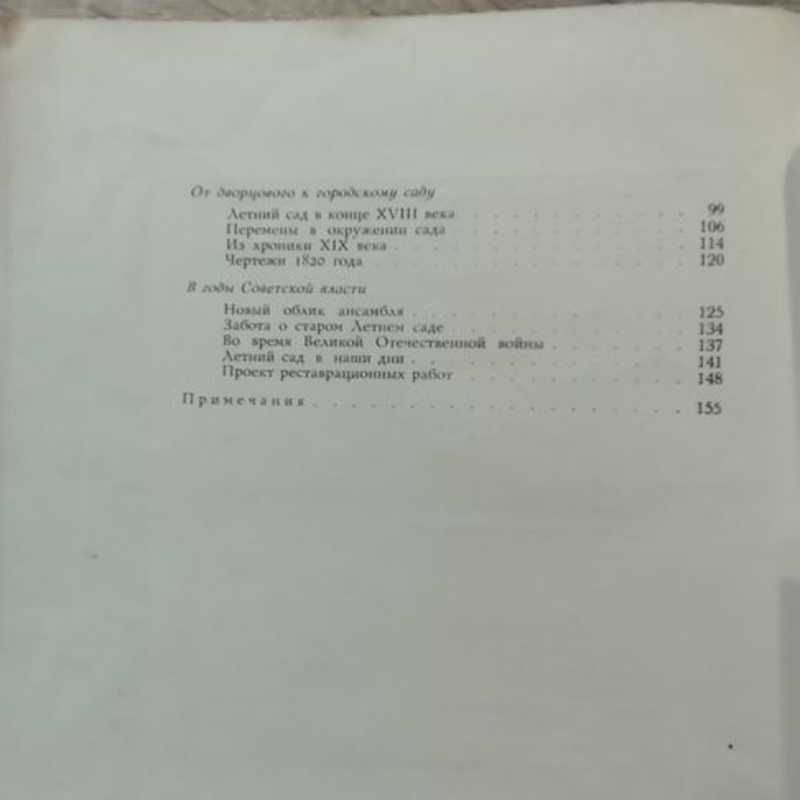 От дворцового к городскому саду
Летний сад в конце XVIII века . . . . . . . . . . . 99
Перемены в окружении сада . . . . . . . . . . . 106
Из хроники XIX века . . . . . . . . . . . . . 114
Чертежи 1820 года . . . . . . . . . . . . . . 120
В годы Советской власти
Новый облик ансамбля . . . . . . . . . . . . . 125
Забота о старом Летнем саде . . . . . . . . . . . 134
Во время Великой Отечественной войны . . . . . . . 137
Летний сад в наши дни . . . . . . . . . . . . . 141
Проект реставрационных работ . . . . . . . . . . 148
Примечания . . . . . . . . . . . . . . . . . 155